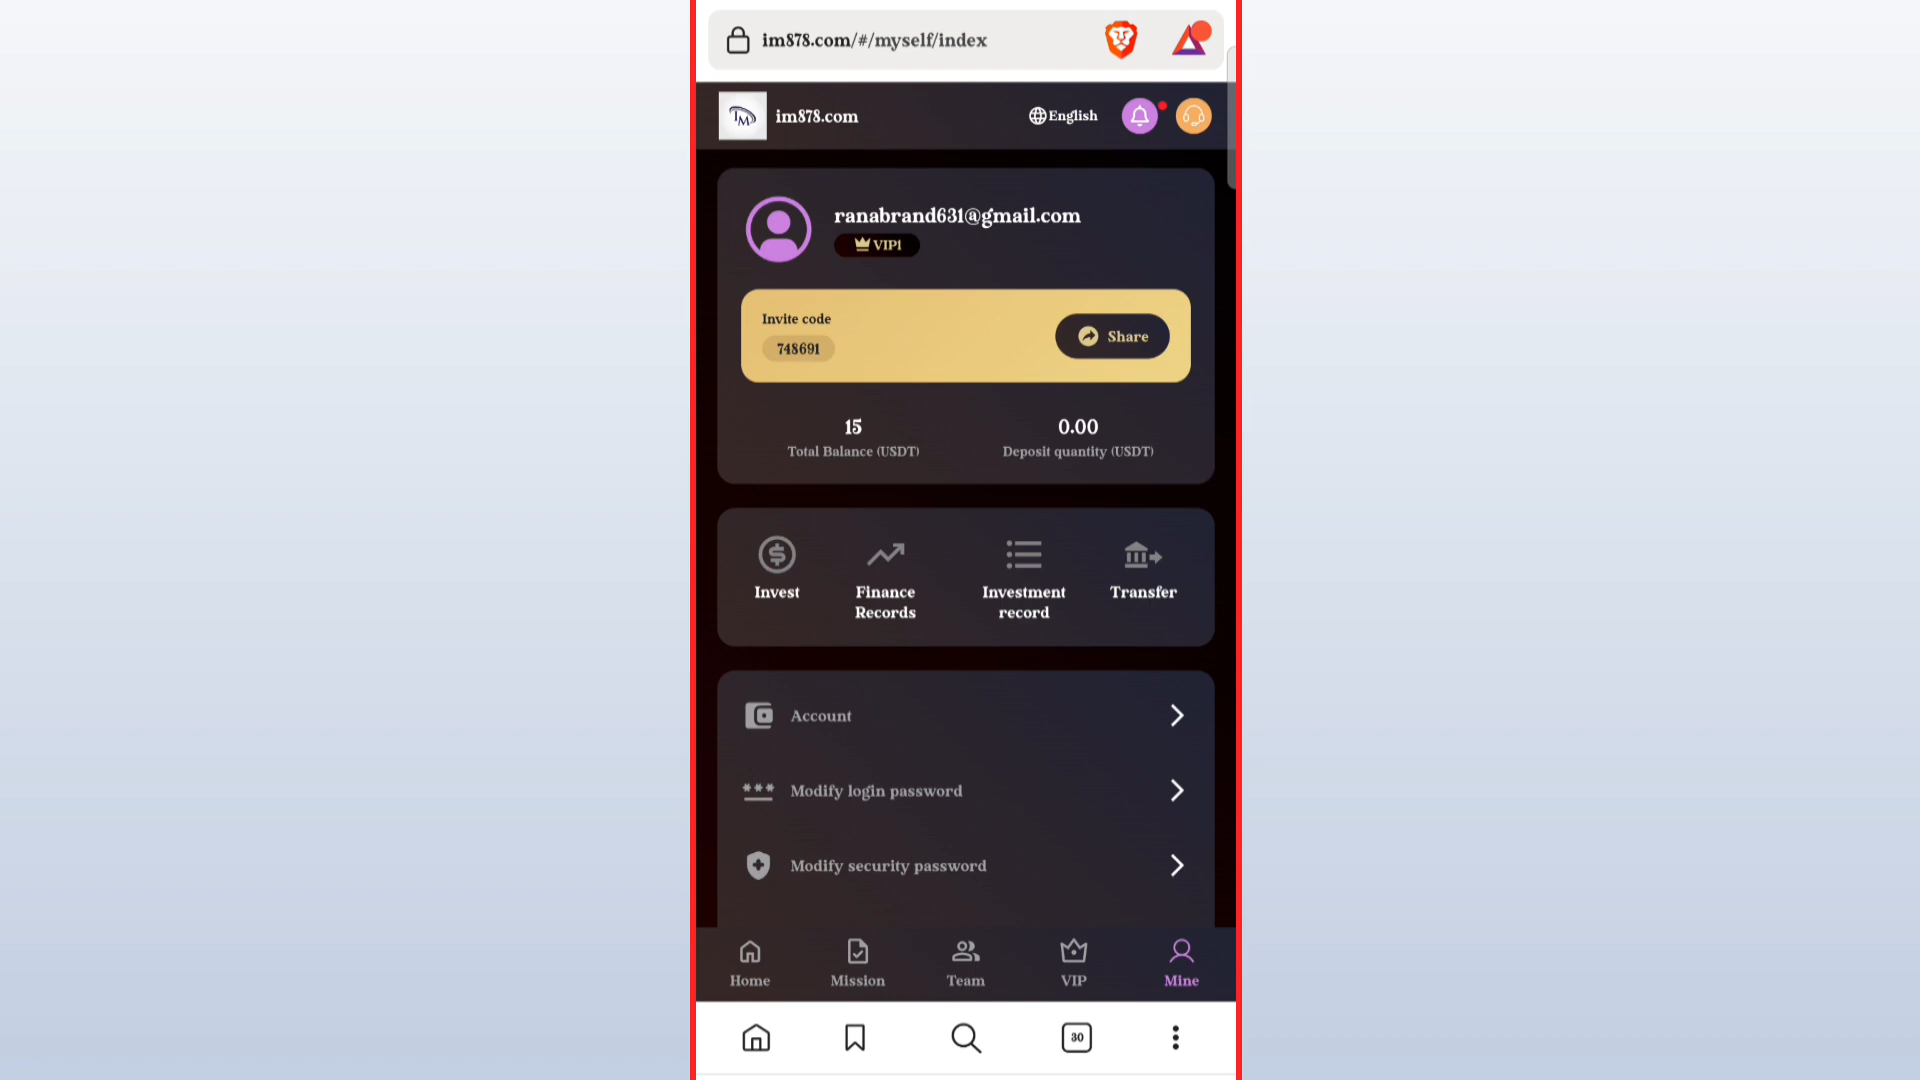 im878.com/#/myself/index
IM
im878.com
English
ranabrand631@gmail.com
VIP1
Invite code
748691
Share
15
0.00
Total Balance (USDT)
Deposit quantity (USDT)
Invest
Finance Records
Investment record
Transfer
Account
***
Modify login password
Modify security password
Home
Mission
Team
VIP
Mine
30